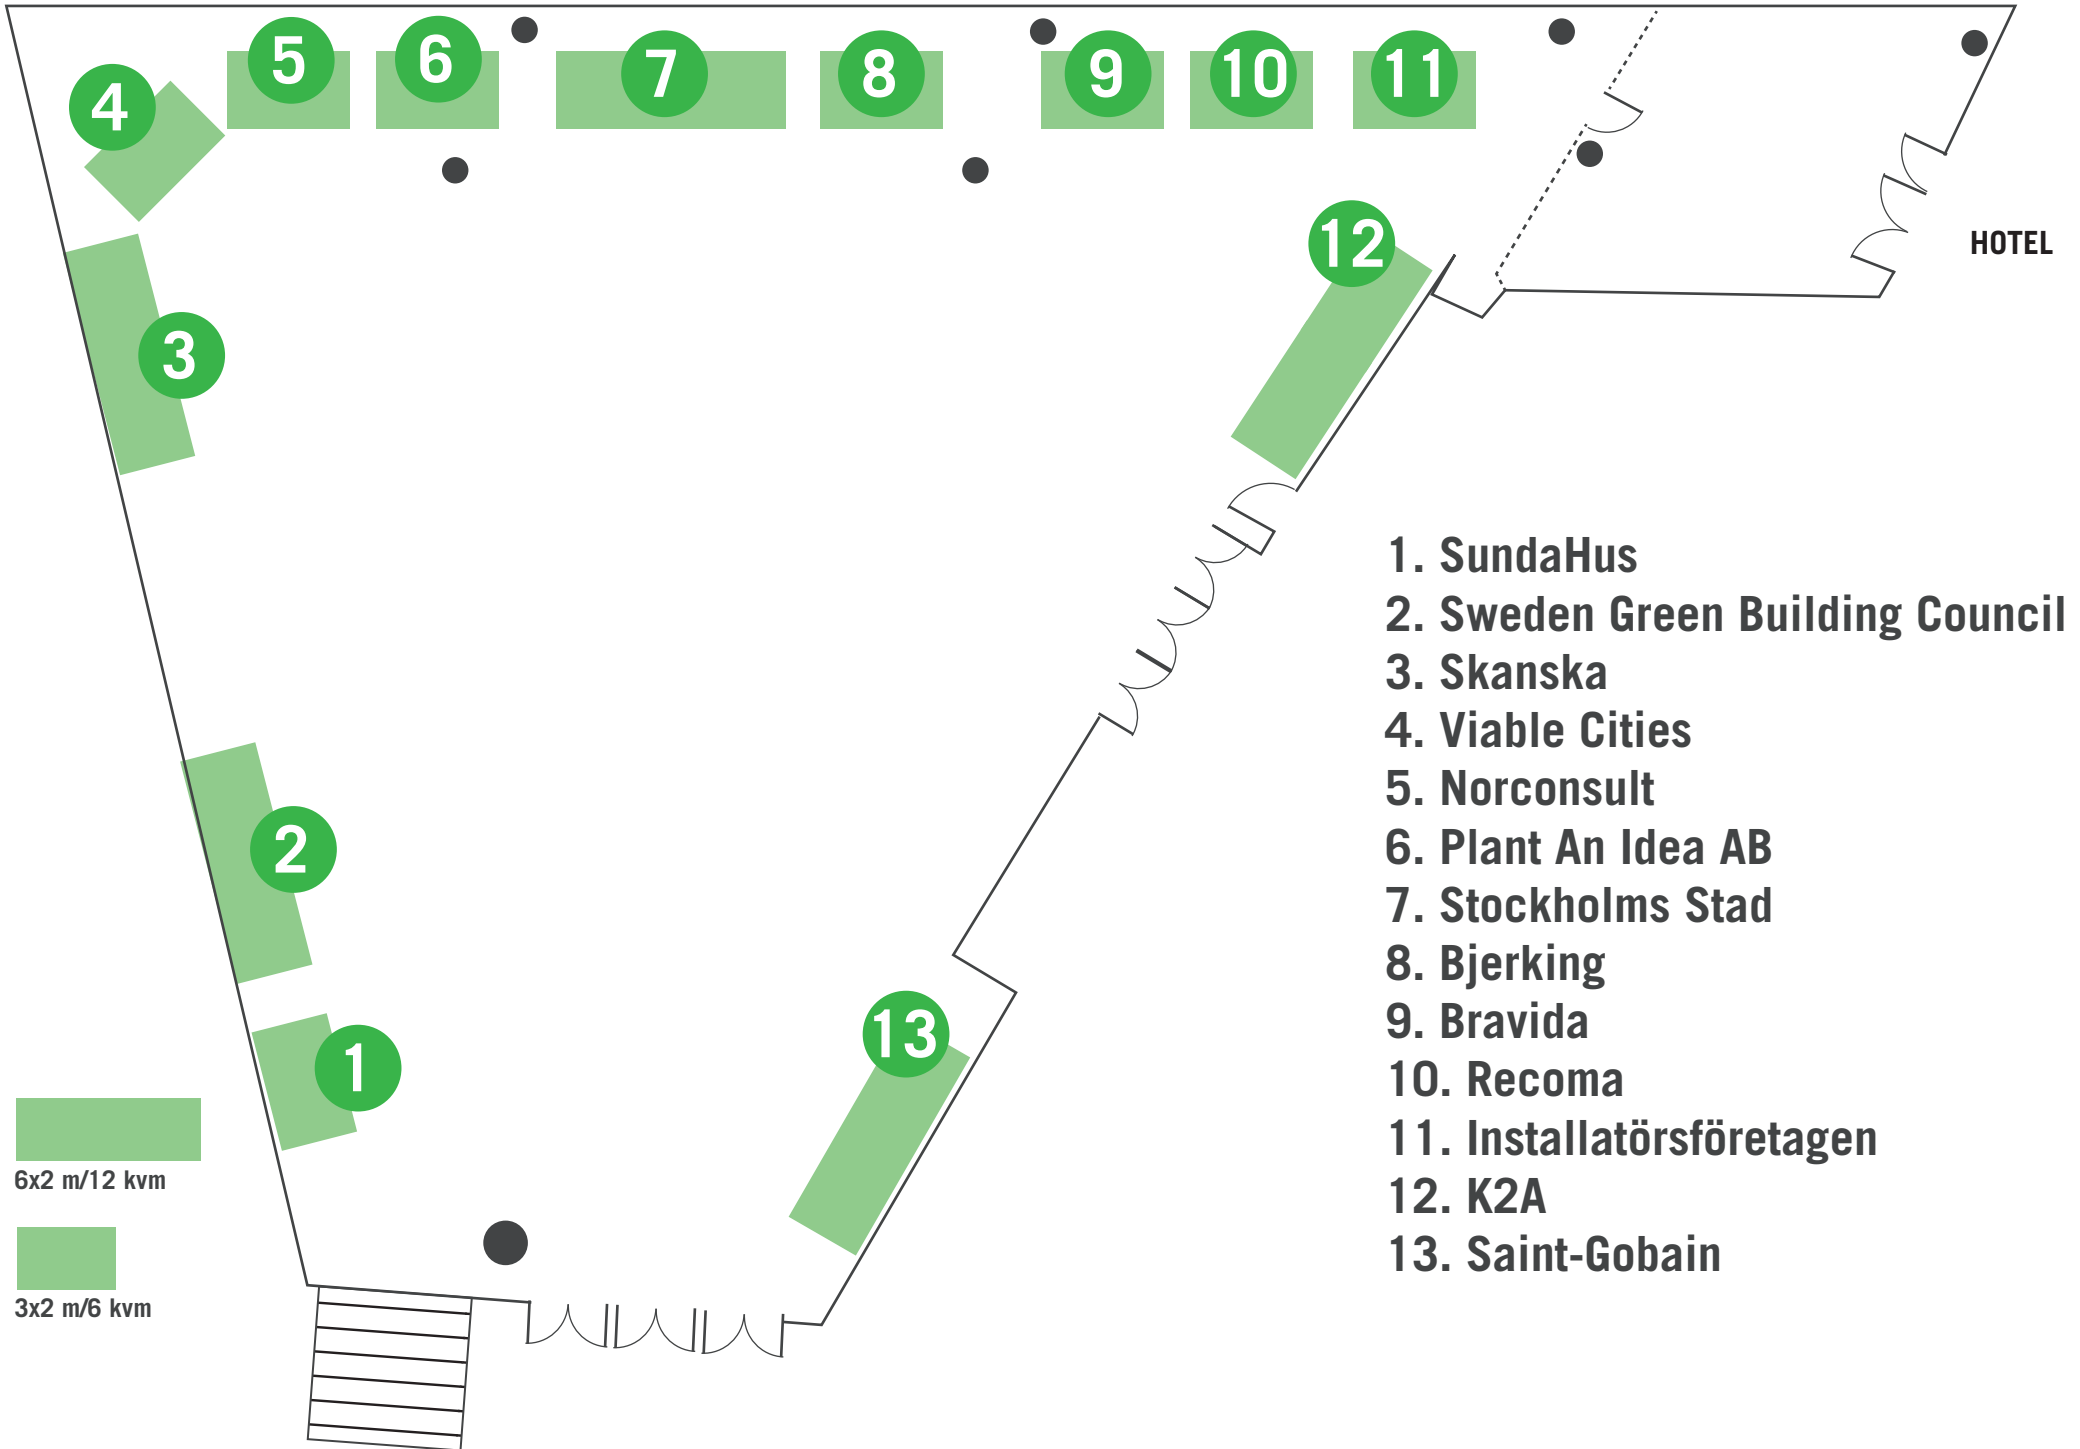 5
6
7
8
9
10
11
4
12
HOTEL
3
2
13
1
1. SundaHus
2. Sweden Green Building Council
3. Skanska
4. Viable Cities
5. Norconsult
6. Plant An Idea AB
7. Stockholms Stad
8. Bjerking
9. Bravida
10. Recoma
11. Installatörsföretagen
12. K2A
13. Saint-Gobain
6x2 m/12 kvm
3x2 m/6 kvm